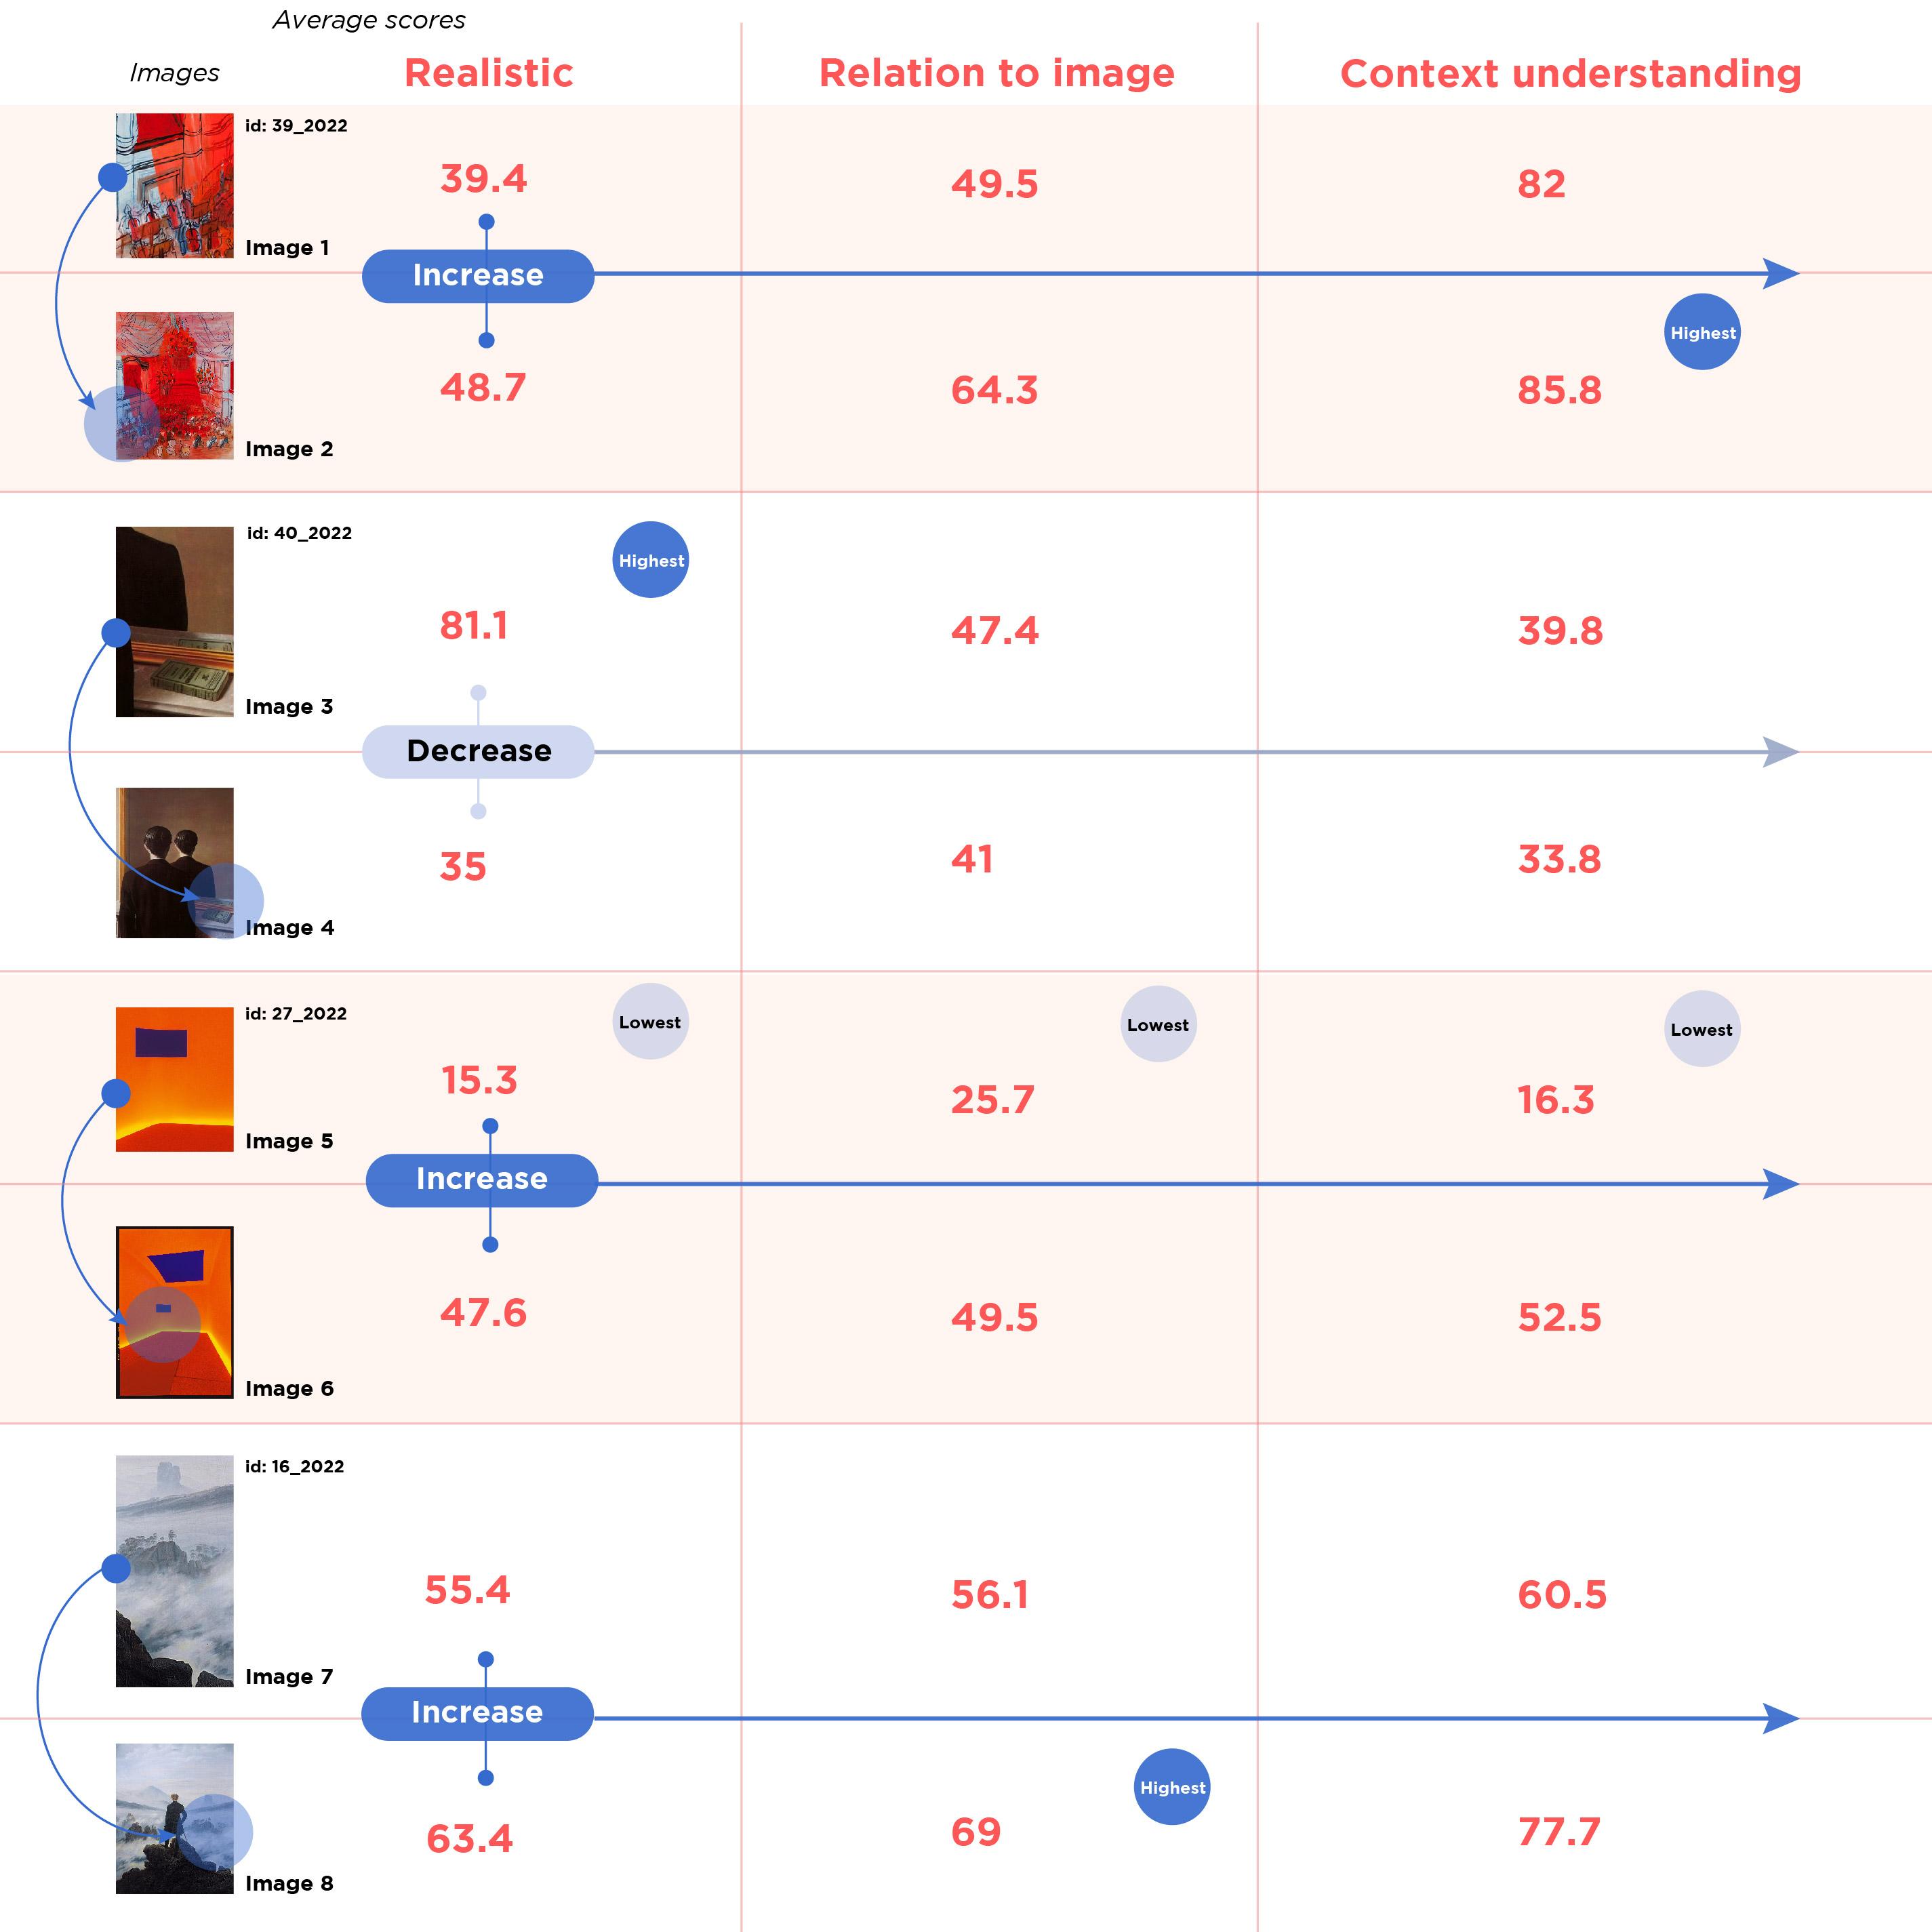 Average scores
Images
Realistic
Relation to image
Context understanding
id: 39_2022
39.4
49.5
82
Image 1
Increase
Highest
48.7
64.3
85.8
Image 2
id: 40_2022
Highest
81.1
47.4
39.8
Image 3
Decrease
35
41
33.8
Image 4
id: 27_2022
Lowest
Lowest
Lowest
15.3
25.7
16.3
Image 5
Increase
47.6
49.5
52.5
Image 6
id: 16_2022
55.4
56.1
60.5
Image 7
Increase
Highest
63.4
69
77.7
Image 8